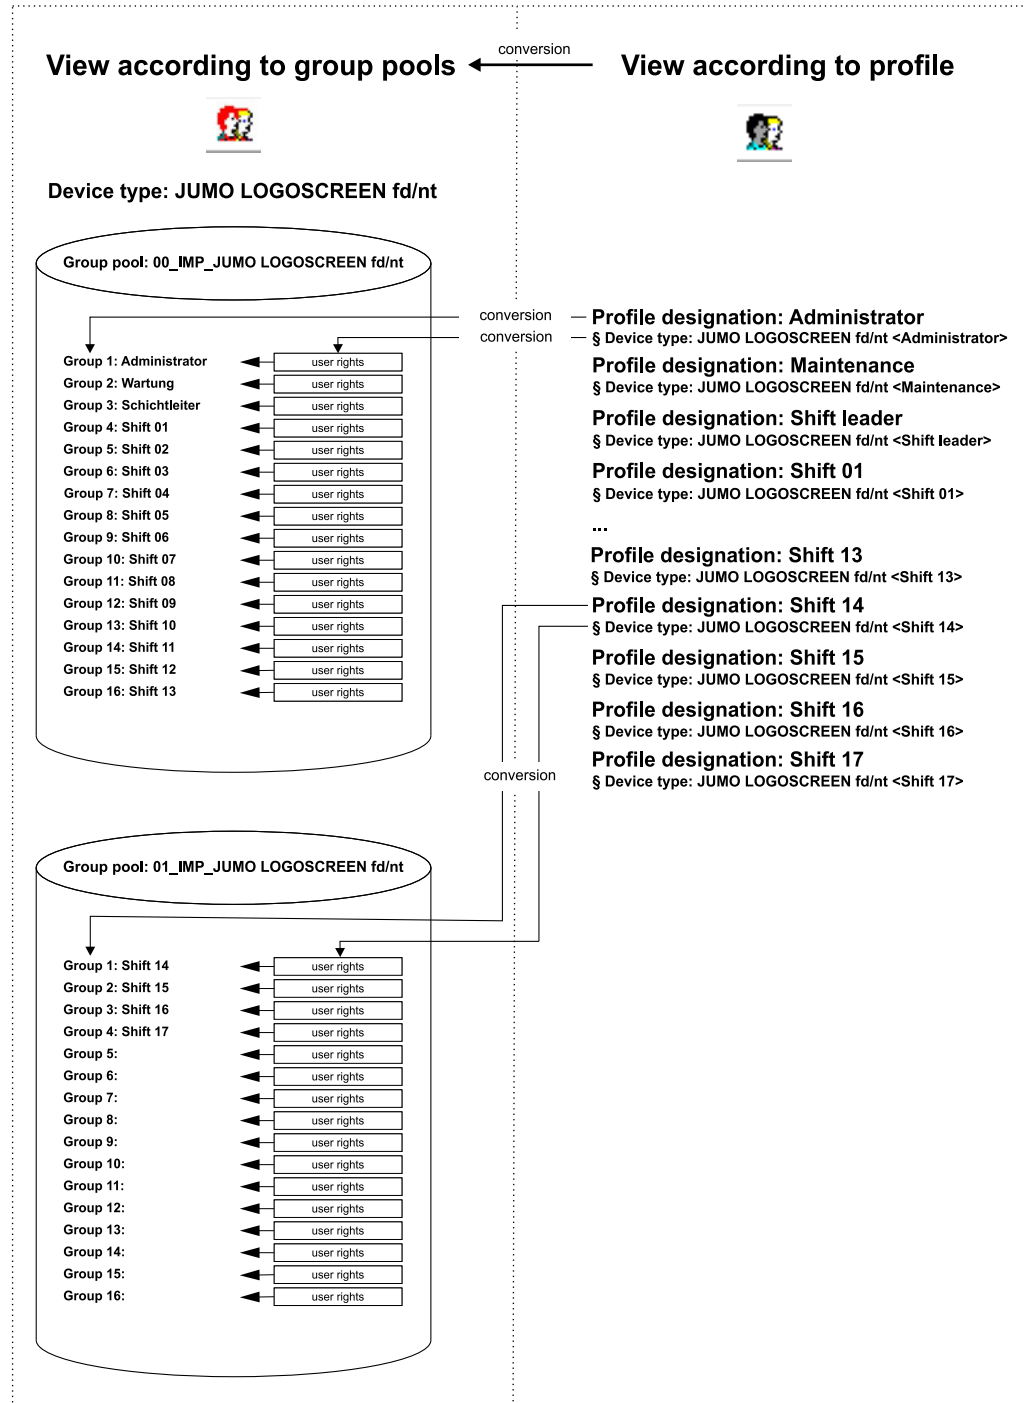 conversion
View according to group pools
View according to profile
Device type: JUMO LOGOSCREEN fd/nt
Group pool: 00_IMP_JUMO LOGOSCREEN fd/nt
conversion
conversion
Group 1: Administrator user rights
Group 2: Wartung user rights
Group 3: Schichtleiter user rights
Group 4: Shift 01 user rights
Group 5: Shift 02 user rights
Group 6: Shift 03 user rights
Group 7: Shift 04 user rights
Group 8: Shift 05 user rights
Group 9: Shift 06 user rights
Group 10: Shift 07 user rights
Group 11: Shift 08 user rights
Group 12: Shift 09 user rights
Group 13: Shift 10 user rights
Group 14: Shift 11 user rights
Group 15: Shift 12 user rights
Group 16: Shift 13 user rights
Profile designation: Administrator
§ Device type: JUMO LOGOSCREEN fd/nt <Administrator>
Profile designation: Maintenance
§ Device type: JUMO LOGOSCREEN fd/nt <Maintenance>
Profile designation: Shift leader
§ Device type: JUMO LOGOSCREEN fd/nt <Shift leader>
Profile designation: Shift 01
§ Device type: JUMO LOGOSCREEN fd/nt <Shift 01>
...
Profile designation: Shift 13
§ Device type: JUMO LOGOSCREEN fd/nt <Shift 13>
Profile designation: Shift 14
§ Device type: JUMO LOGOSCREEN fd/nt <Shift 14>
Profile designation: Shift 15
§ Device type: JUMO LOGOSCREEN fd/nt <Shift 15>
Profile designation: Shift 16
§ Device type: JUMO LOGOSCREEN fd/nt <Shift 16>
Profile designation: Shift 17
§ Device type: JUMO LOGOSCREEN fd/nt <Shift 17>
conversion
Group pool: 01_IMP_JUMO LOGOSCREEN fd/nt
Group 1: Shift 14 user rights
Group 2: Shift 15 user rights
Group 3: Shift 16 user rights
Group 4: Shift 17 user rights
Group 5: user rights
Group 6: user rights
Group 7: user rights
Group 8: user rights
Group 9: user rights
Group 10: user rights
Group 11: user rights
Group 12: user rights
Group 13: user rights
Group 14: user rights
Group 15: user rights
Group 16: user rights